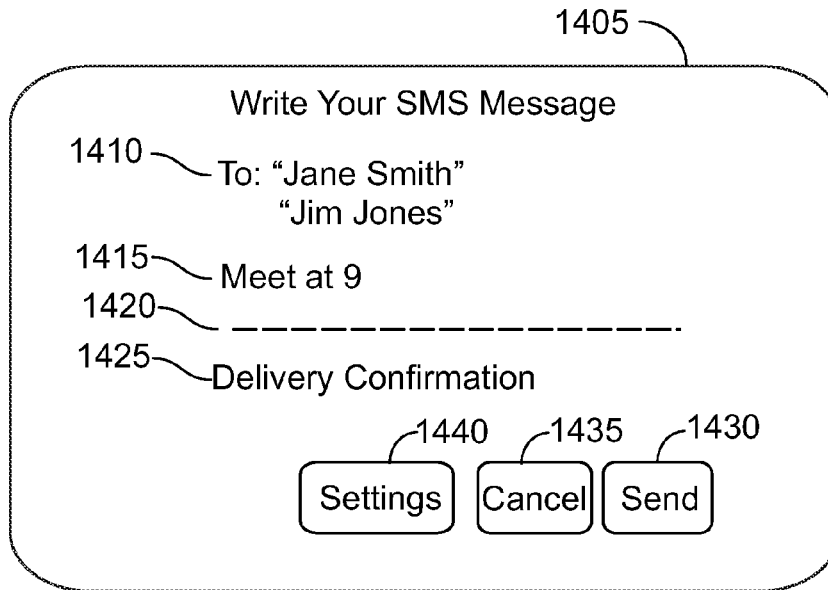 1405
Write Your SMS Message
1410
To: “Jane Smith”
“Jim Jones”
1415
Meet at 9
1420
1425
Delivery Confirmation
1440 1435 1430
Settings Cancel Send